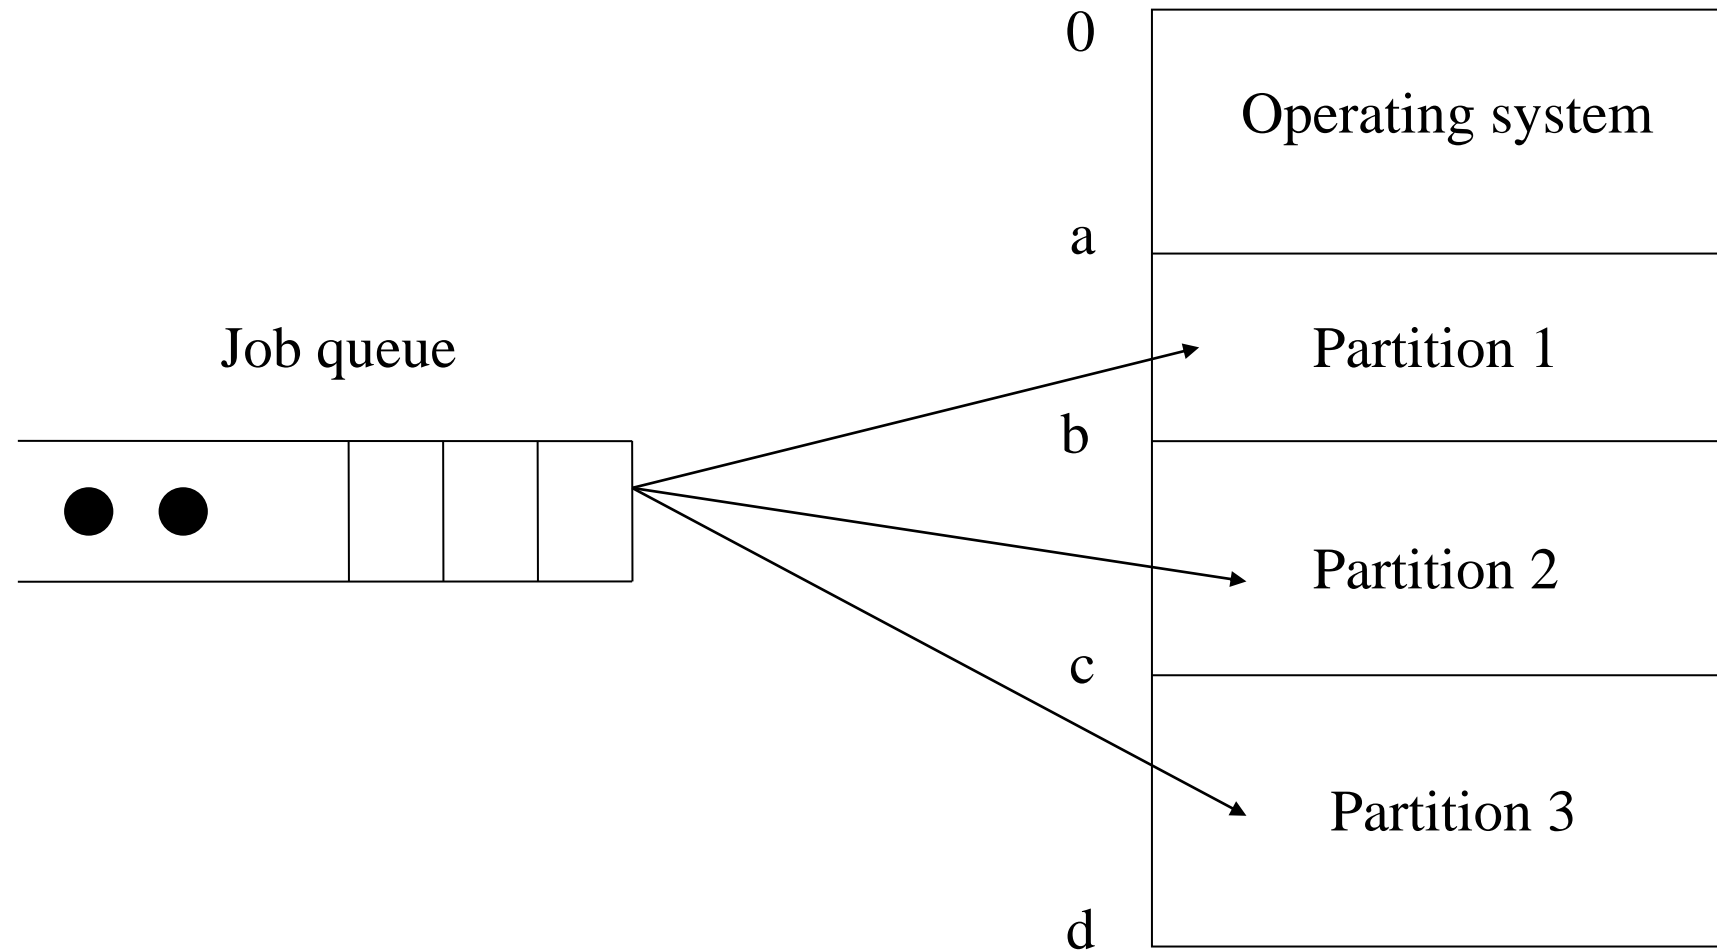 0
Operating system
a
Job queue
Partition 1
b
Partition 2
c
Partition 3
d